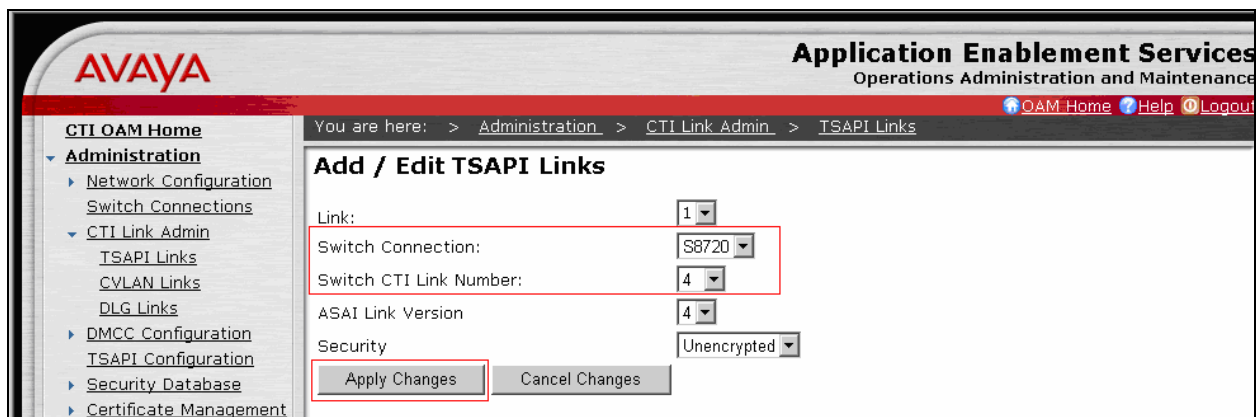 AVAYA
Application Enablement Services
Operations Administration and Maintenance
OAM Home Help Logout
You are here: > Administration > CTI Link Admin > TSAPI Links
CTI OAM Home
Administration
Network Configuration
Switch Connections
CTI Link Admin
TSAPI Links
CVLAN Links
DLG Links
DMCC Configuration
TSAPI Configuration
Security Database
Certificate Management
Add / Edit TSAPI Links
Link: 1
Switch Connection: S8720
Switch CTI Link Number: 4
ASAI Link Version 4
Security Unencrypted
Apply Changes Cancel Changes